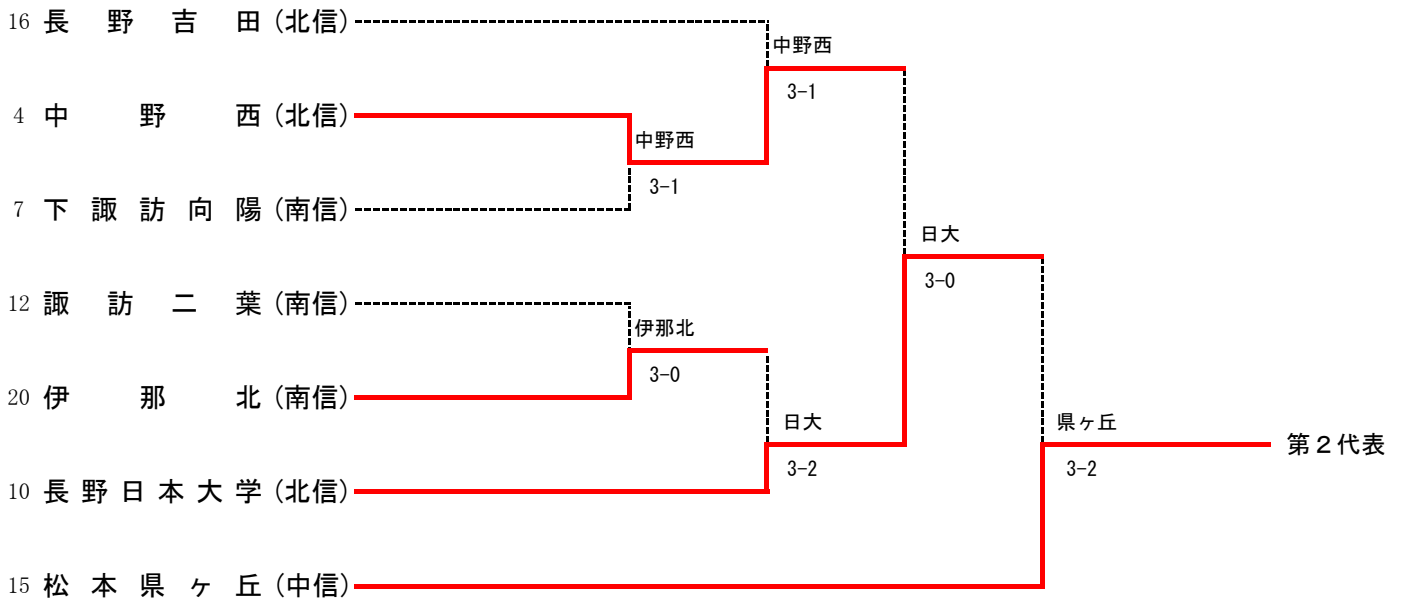 16 長野吉田(北信)
中野西
3-1
4 中野西(北信)
中野西
3-1
7 下諏訪向陽(南信)
日大
3-0
12 諏訪二葉(南信)
伊那北
3-0
20 伊那北(南信)
日大
3-2
県ヶ丘
3-2
第2代表
10 長野日本大学(北信)
15 松本県ヶ丘(中信)